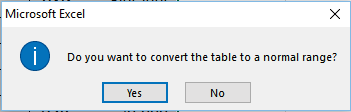 Microsoft Excel
Do you want to convert the table to a normal range?
Yes
No